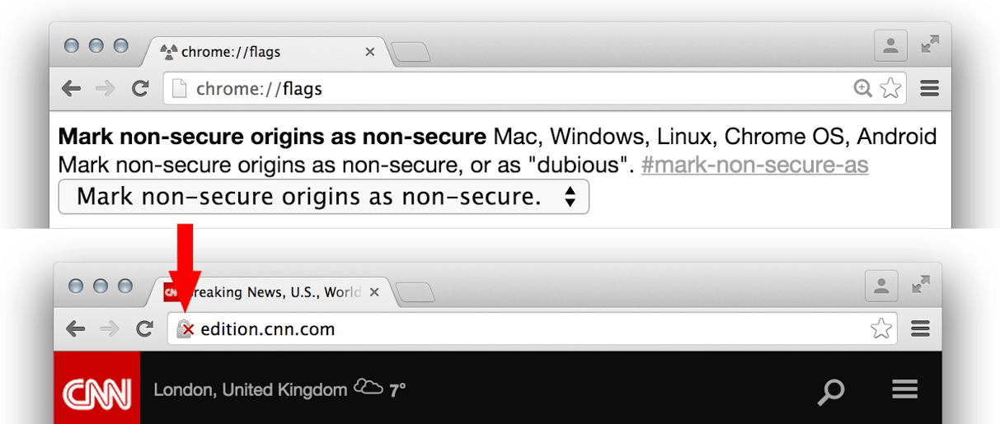 chrome://flags
chrome://flags
Mark non-secure origins as non-secure Mac, Windows, Linux, Chrome OS, Android
Mark non-secure origins as non-secure, or as "dubious". #mark-non-secure-as
Mark non-secure origins as non-secure.
CNN reaking News, U.S., World
edition.cnn.com
CNN London, United Kingdom 7°